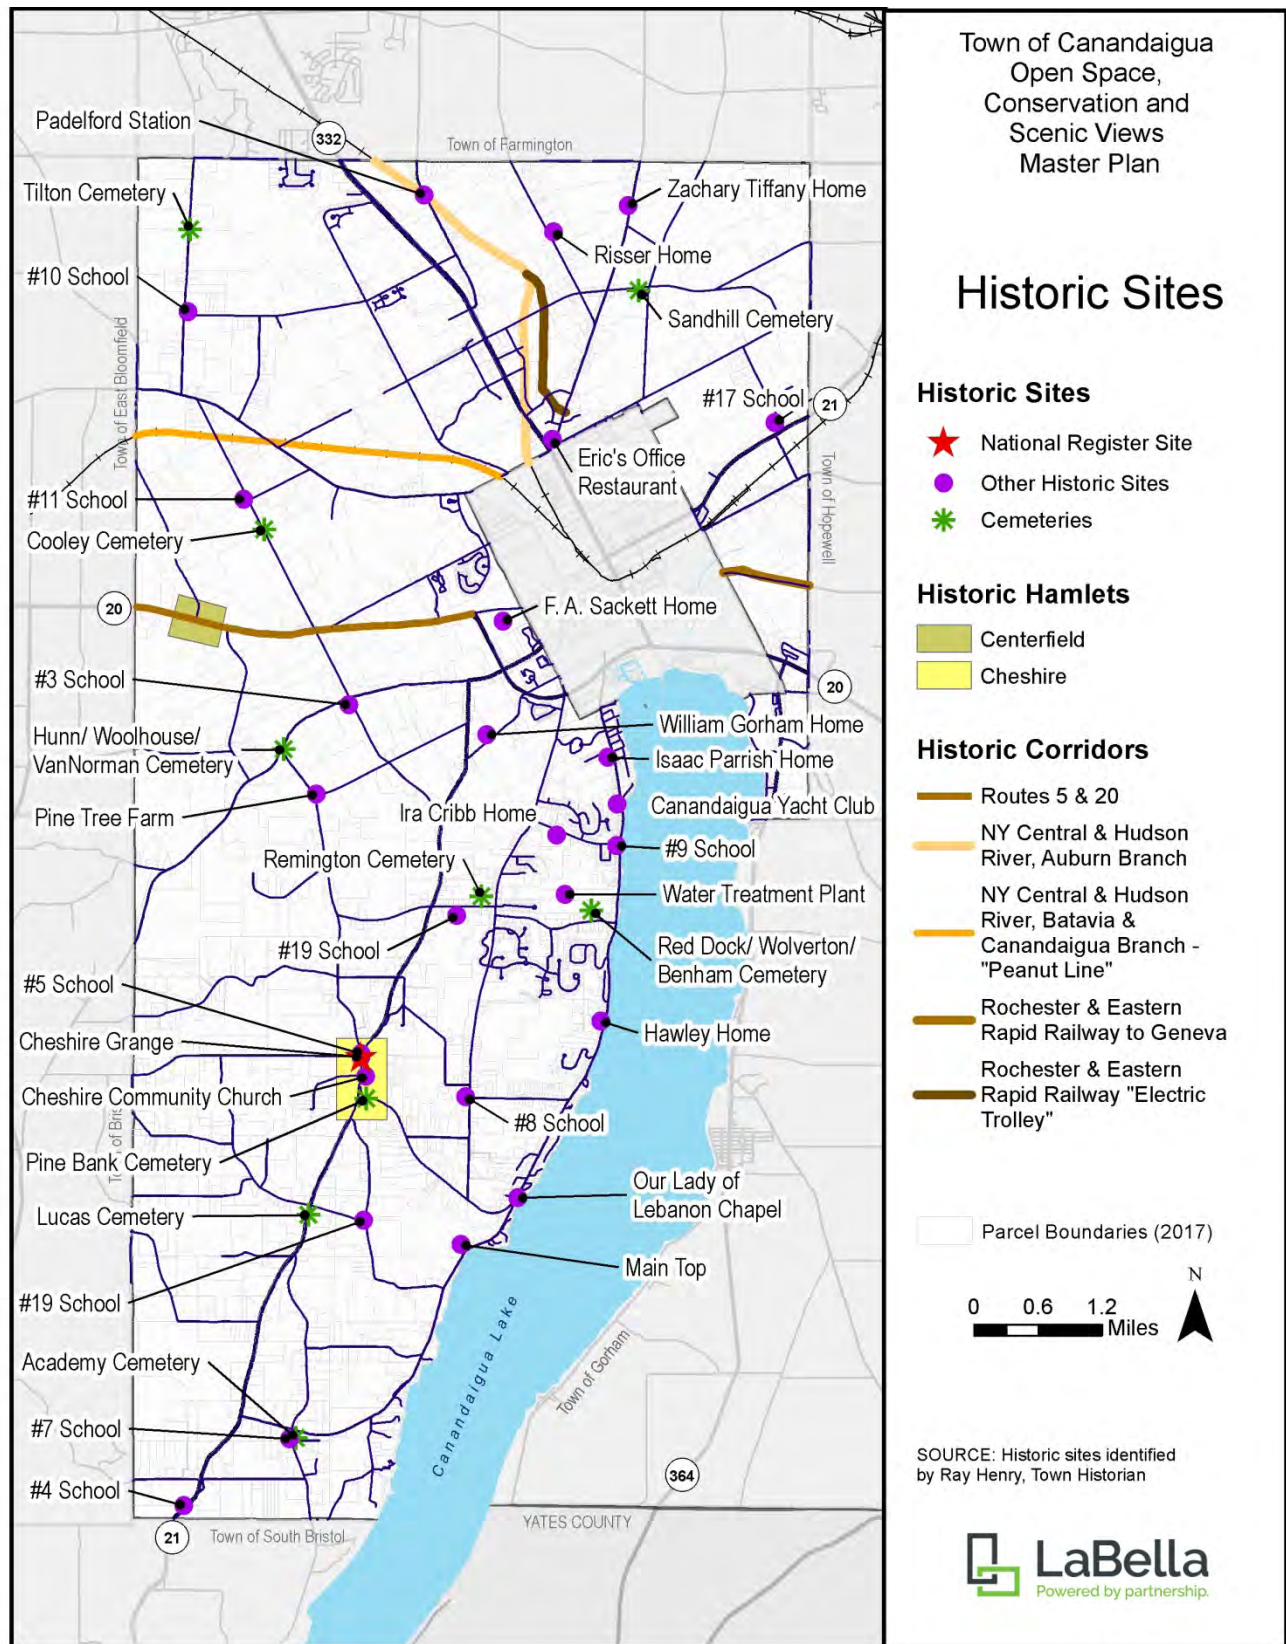 Padelford Station
332
Town of Farmington
Tilton Cemetery
Zachary Tiffany Home
Risser Home
#10 School
Sandhill Cemetery
Town of East Bloomfield
#17 School
21
Eric's Office
Restaurant
#11 School
Cooley Cemetery
Town of Hopewell
20
F. A. Sackett Home
#3 School
20
Hunn/ Woolhouse/
VanNorman Cemetery
William Gorham Home
Isaac Parrish Home
Pine Tree Farm
Ira Cribb Home
Canandaigua Yacht Club
#9 School
Remington Cemetery
Water Treatment Plant
#19 School
Red Dock/ Wolverton/
Benham Cemetery
#5 School
Cheshire Grange
Hawley Home
Cheshire Community Church
#8 School
Pine Bank Cemetery
Our Lady of
Lebanon Chapel
Lucas Cemetery
Main Top
#19 School
Canandaigua Lake
Town of Gorham
Academy Cemetery
#7 School
364
#4 School
21
Town of South Bristol
YATES COUNTY
Town of Canandaigua
Open Space,
Conservation and
Scenic Views
Master Plan
Historic Sites
Historic Sites
National Register Site
Other Historic Sites
Cemeteries
Historic Hamlets
Centerfield
Cheshire
Historic Corridors
Routes 5 & 20
NY Central & Hudson
River, Auburn Branch
NY Central & Hudson
River, Batavia &
Canandaigua Branch -
"Peanut Line"
Rochester & Eastern
Rapid Railway to Geneva
Rochester & Eastern
Rapid Railway "Electric
Trolley"
Parcel Boundaries (2017)
N
0 0.6 1.2
Miles
SOURCE: Historic sites identified
by Ray Henry, Town Historian
LaBella
Powered by partnership.